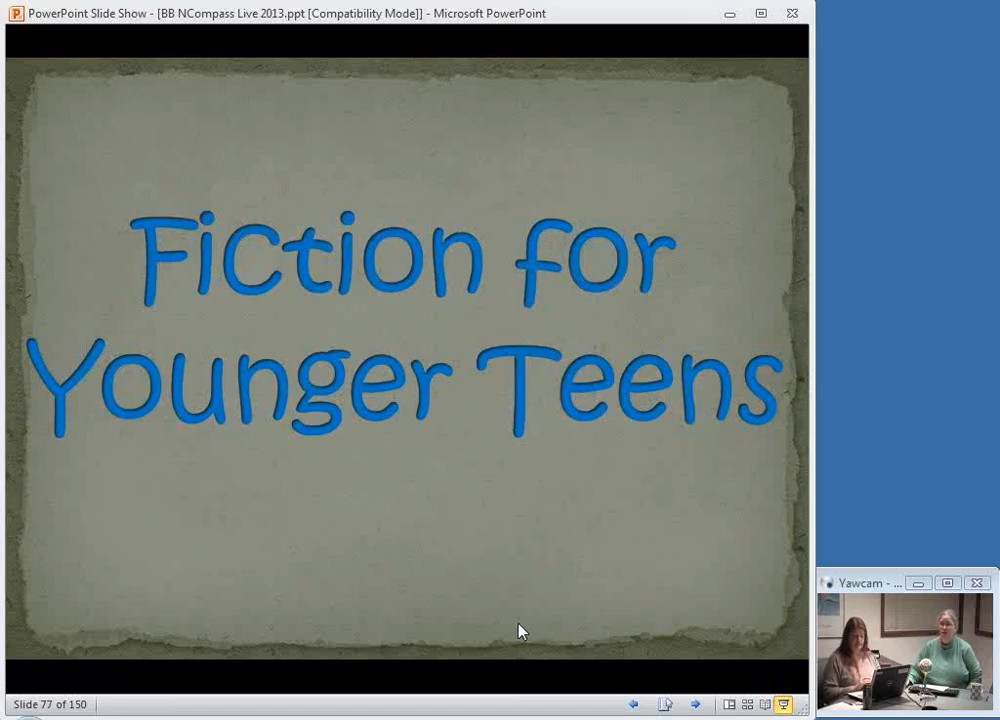 PowerPoint Slide Show - [BB NCompass Live 2013.ppt [Compatibility Mode]] - Microsoft PowerPoint
Fiction for
Younger Teens
Yawcam - ...
Slide 77 of 150